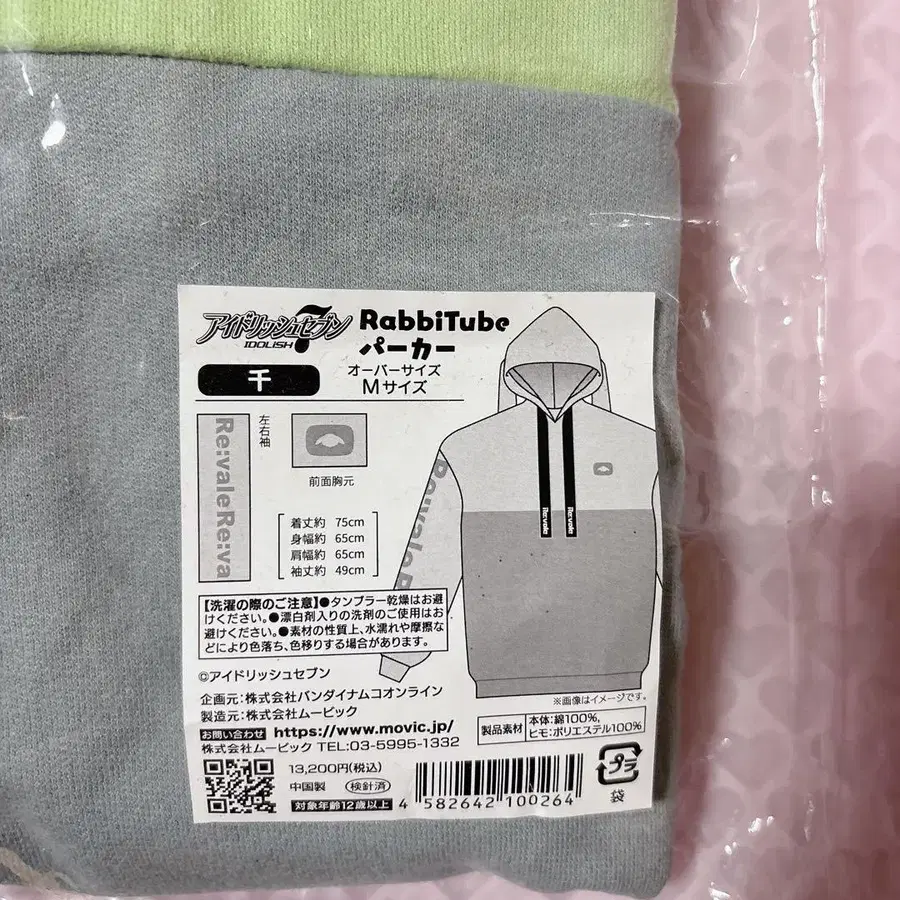 アイドリッシュセブン
IDOLiSH7
RabbiTube
パーカー
千
オーバーサイズ
Mサイズ
Re:valeRe:va
左右袖
前面胸元
着丈約 75cm
身幅約 65cm
肩幅約 65cm
袖丈約 49cm
Re:vale R
Re:vale
Re:vale
【洗濯の際のご注意】●タンブラー乾燥はお避
けください。●漂白剤入りの洗剤のご使用はお
避けください。●素材の性質上、水濡れや摩擦な
どにより色落ち、色移りする場合があります。
©アイドリッシュセブン
※画像はイメージです。
企画元:株式会社バンダイナムコオンライン
製造元:株式会社ムービック
お問い合わせ https://www.movic.jp/
株式会社ムービック TEL:03-5995-1332
製品素材 本体:綿100%,
ヒモ:ポリエステル100%
13,200円(税込)
中国製 検針済
対象年齢12歳以上
4 582642 100264
プラ
袋